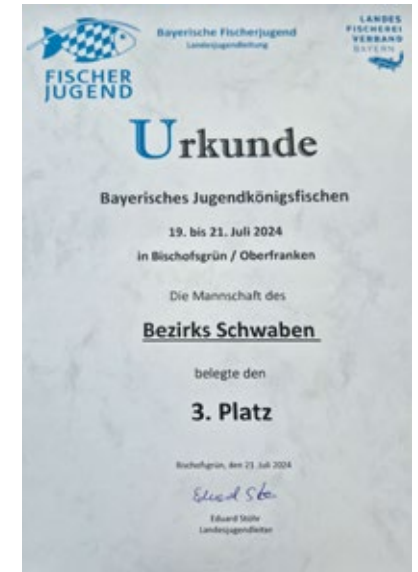 FISCHER
JUGEND
Bayerische Fischerjugend
Landesjugendleitung
LANDES
FISCHEREI
VERBAND
BAYERN
Urkunde
Bayerisches Jugendkönigsfischen
19. bis 21. Juli 2024
in Bischofsgrün / Oberfranken
Die Mannschaft des
Bezirks Schwaben
belegte den
3. Platz
Bischofsgrün, den 21. Juli 2024
Eduard Stöhr
Landesjugendleiter